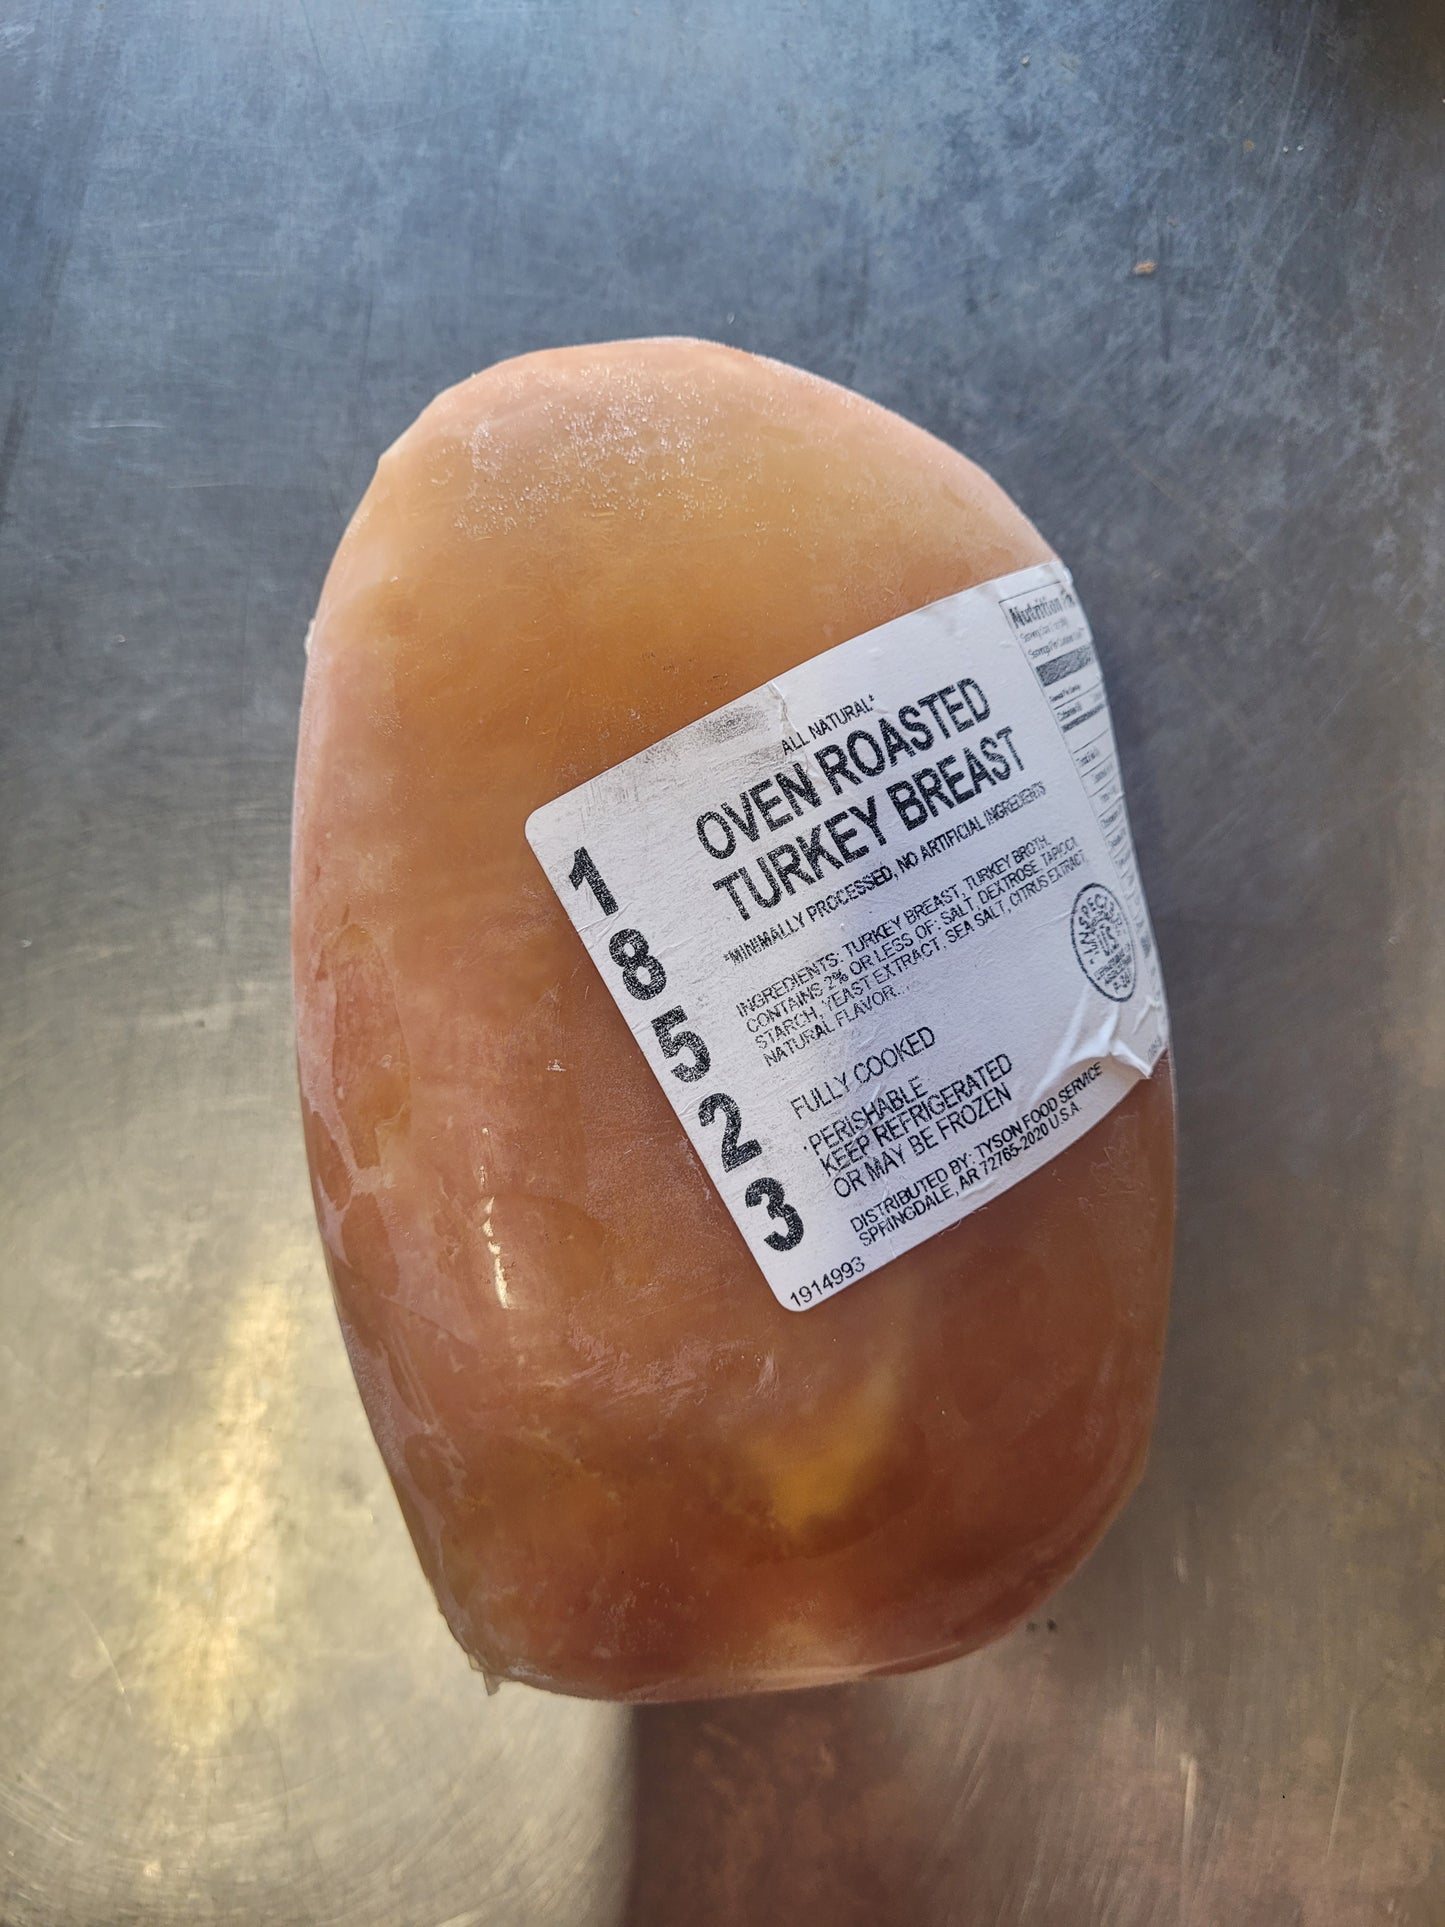 ALL NATURAL*
OVEN ROASTED
TURKEY BREAST
*MINIMALLY PROCESSED, NO ARTIFICIAL INGREDIENTS
INGREDIENTS: TURKEY BREAST, TURKEY BROTH,
CONTAINS 2% OR LESS OF: SALT, DEXTROSE, TAPIOCA
STARCH, YEAST EXTRACT, SEA SALT, CITRUS EXTRACT,
NATURAL FLAVOR.
FULLY COOKED
PERISHABLE
KEEP REFRIGERATED
OR MAY BE FROZEN
DISTRIBUTED BY: TYSON FOOD SERVICE
SPRINGDALE, AR 72765-2020 U.S.A.
1
8
5
2
3
1914993
Nutrition
INSPECTED
U.S.